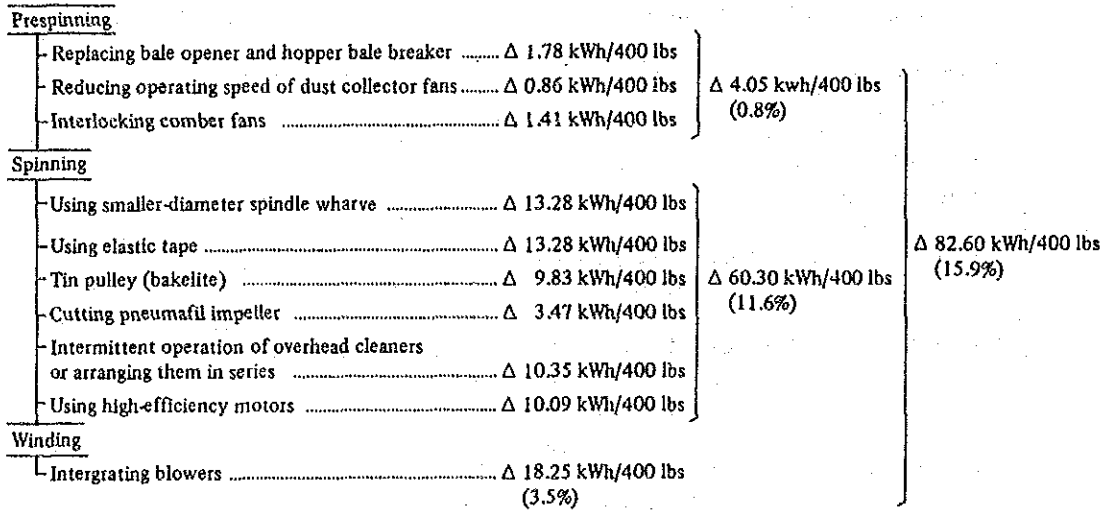 Prespinning
Replacing bale opener and hopper bale breaker ........ Δ 1.78 kWh/400 lbs
Reducing operating speed of dust collector fans ........ Δ 0.86 kWh/400 lbs
Interlocking comber fans ........ Δ 1.41 kWh/400 lbs
Δ 4.05 kwh/400 lbs
(0.8%)
Spinning
Using smaller-diameter spindle wharve ........ Δ 13.28 kWh/400 lbs
Using elastic tape ........ Δ 13.28 kWh/400 lbs
Tin pulley (bakelite) ........ Δ 9.83 kWh/400 lbs
Cutting pneumafil impeller ........ Δ 3.47 kWh/400 lbs
Intermittent operation of overhead cleaners
or arranging them in series ........ Δ 10.35 kWh/400 lbs
Using high-efficiency motors ........ Δ 10.09 kWh/400 lbs
Δ 60.30 kWh/400 lbs
(11.6%)
Winding
Intergrating blowers ........ Δ 18.25 kWh/400 lbs
(3.5%)
Δ 82.60 kWh/400 lbs
(15.9%)